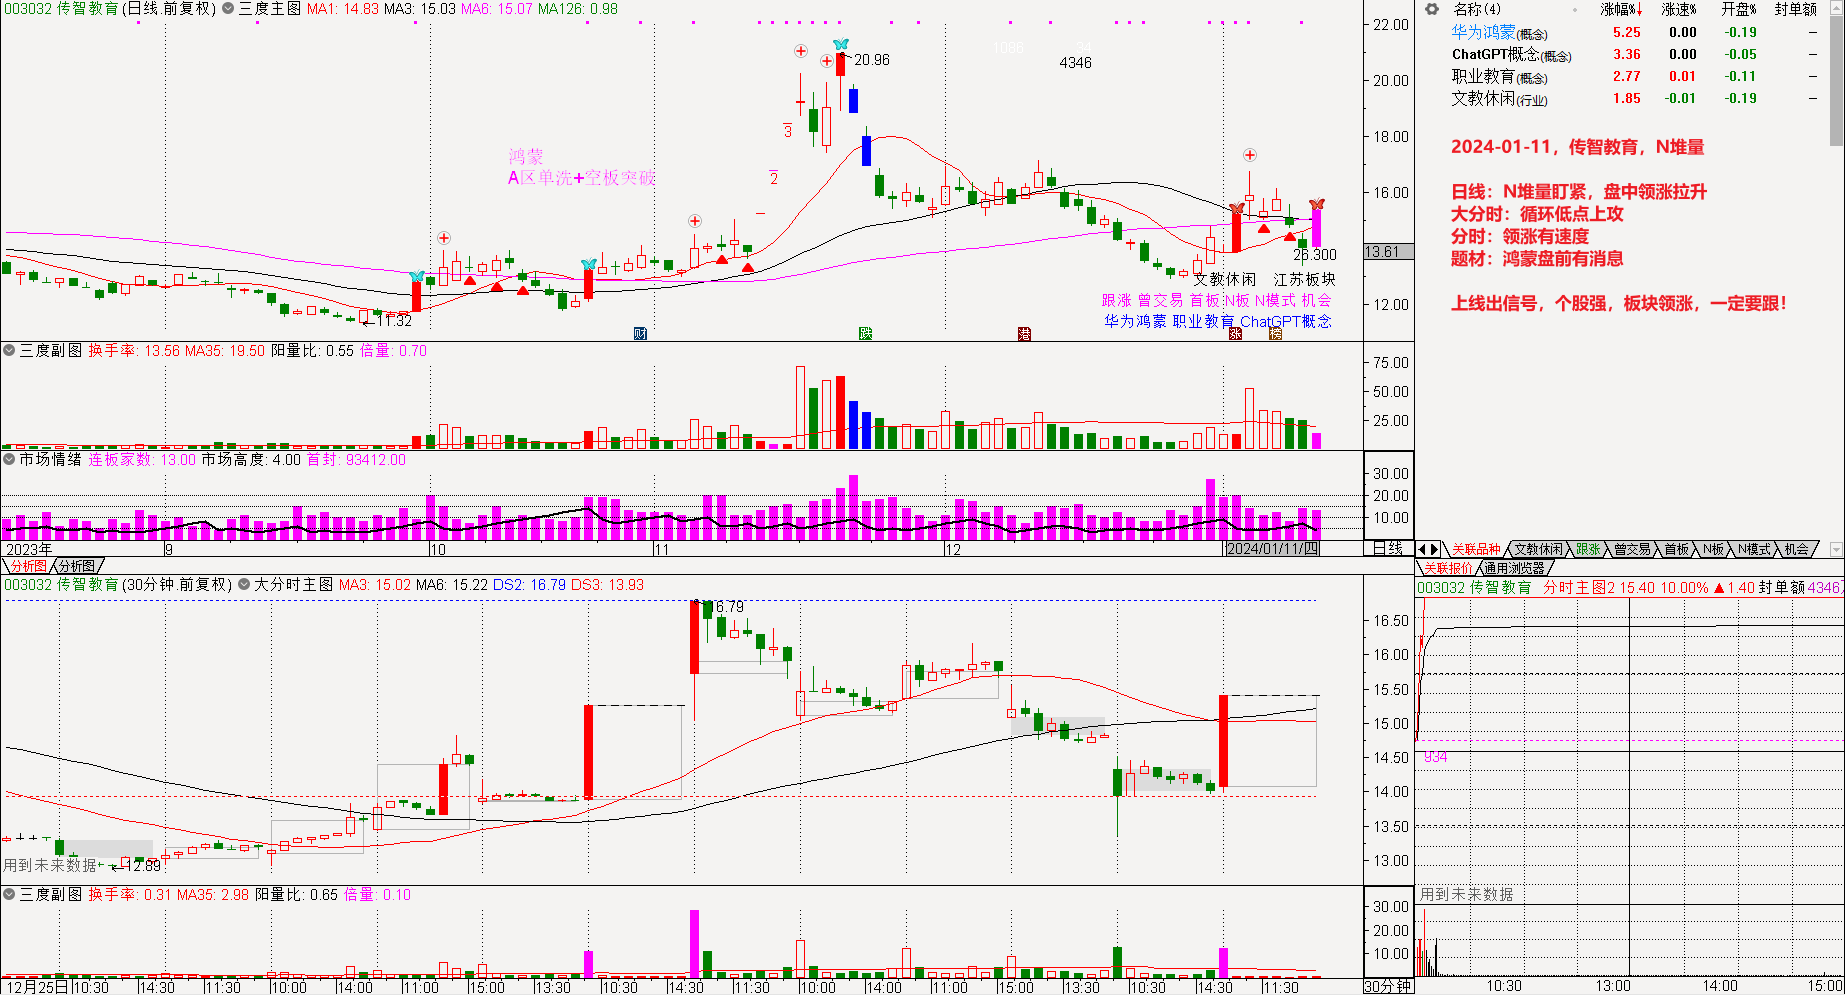 003032 传智教育(日线.前复权) 三度主图 MA1: 14.83 MA3: 15.03 MA6: 15.07 MA126: 0.98
22.00
20.00
18.00
16.00
13.61
12.00
20.96
1086 34
4346
3
2
鸿蒙
A区单洗+空板突破
11.32
26.300
文教休闲 江苏板块
跟涨 曾交易 首板 N板 N模式 机会
华为鸿蒙 职业教育 ChatGPT概念
财 跌 港 涨 榜
三度副图 换手率: 13.56 MA35: 19.50 阳量比: 0.55 倍量: 0.70
75.00
50.00
25.00
市场情绪 连板家数: 13.00 市场高度: 4.00 首封: 93412.00
30.00
20.00
10.00
2023年 9 10 11 12 2024/01/11/四 日线
分析图 分析图
003032 传智教育(30分钟.前复权) 大分时主图 MA3: 15.02 MA6: 15.22 DS2: 16.79 DS3: 13.93
16.79
16.50
16.00
15.50
15.00
14.50
14.00
13.50
13.00
用到未来数据
12.89
三度副图 换手率: 0.31 MA35: 2.98 阳量比: 0.65 倍量: 0.10
30.00
20.00
10.00
12月25日 10:30 14:30 11:30 10:00 14:00 11:00 15:00 13:30 10:30 14:30 11:30 10:00 14:00 11:00 15:00 13:30 10:30 14:30 11:30 30分钟
名称(4) 涨幅%↓ 涨速% 开盘% 封单额
华为鸿蒙(概念) 5.25 0.00 -0.19 —
ChatGPT概念(概念) 3.36 0.00 -0.05 —
职业教育(概念) 2.77 0.01 -0.11 —
文教休闲(行业) 1.85 -0.01 -0.19 —
2024-01-11，传智教育，N堆量
日线：N堆量盯紧，盘中领涨拉升
大分时：循环低点上攻
分时：领涨有速度
题材：鸿蒙盘前有消息
上线出信号，个股强，板块领涨，一定要跟！
关联品种 文教休闲 跟涨 曾交易 首板 N板 N模式 机会
关联报价 通用浏览器
003032 传智教育 分时主图2 15.40 10.00% ▲1.40 封单额4346
934
用到未来数据
10:30 13:00 14:00 15:00